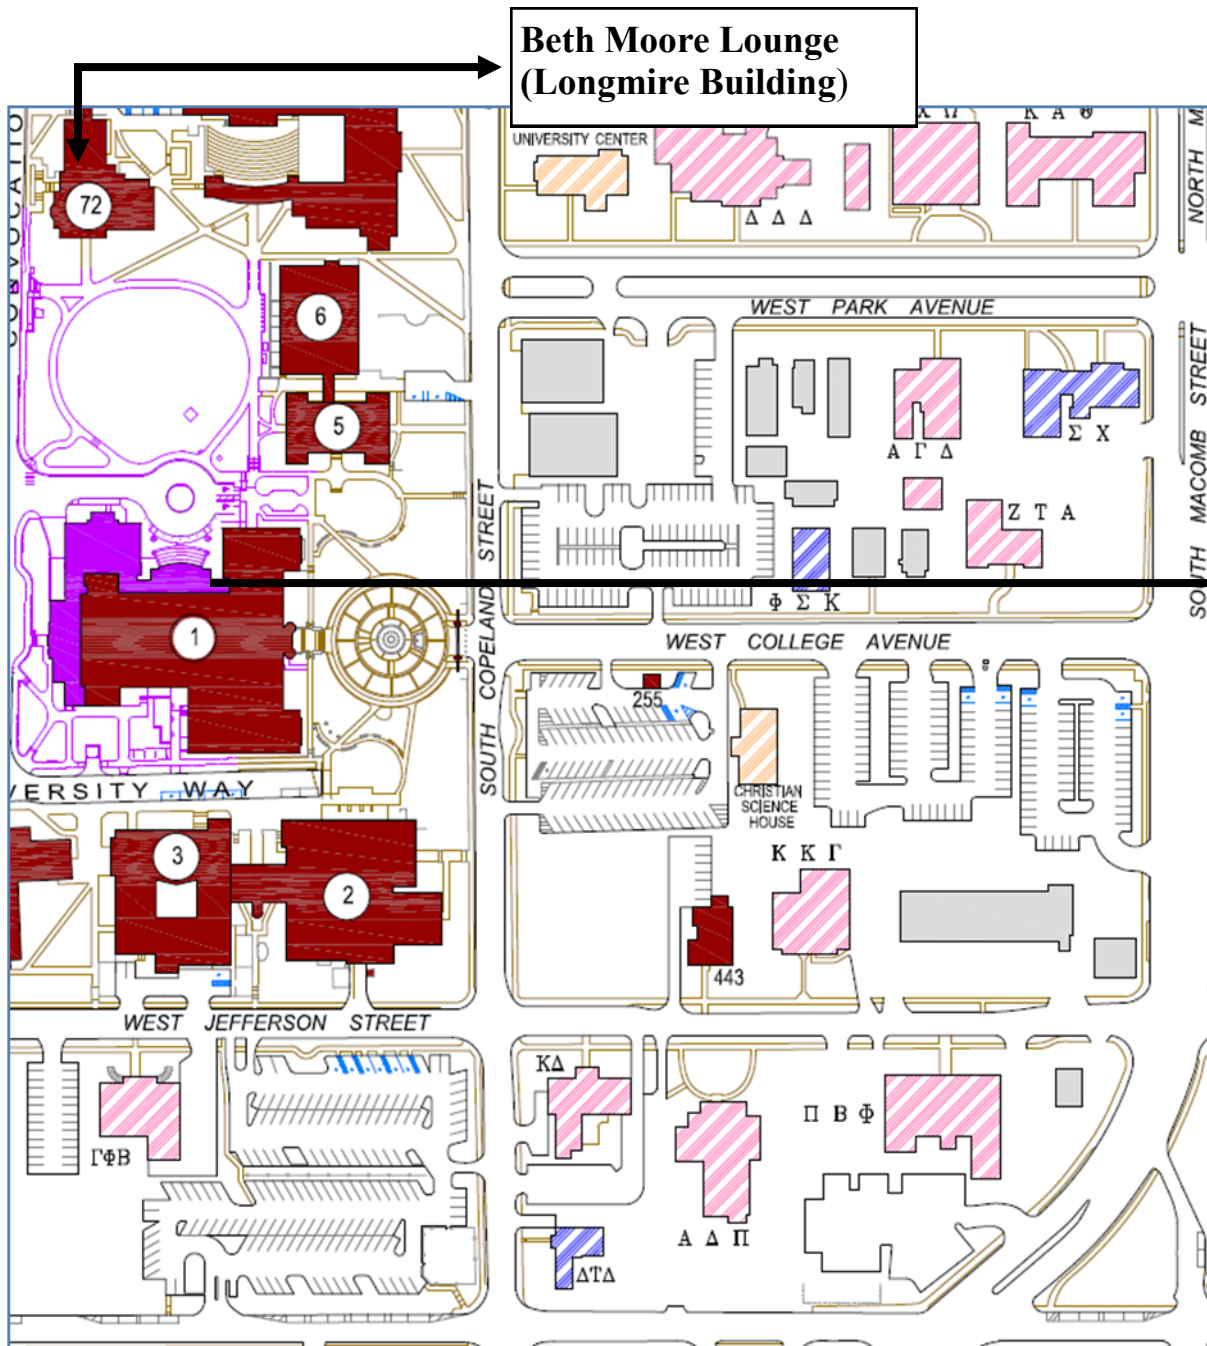 Beth Moore Lounge
(Longmire Building)
UNIVERSITY CENTER
Χ Ω
Κ Α Θ
NORTH M
72
Δ Δ Δ
6
WEST PARK AVENUE
5
Α Γ Δ
Σ Χ
SOUTH MACOMB STREET
Ζ Τ Α
SOUTH COPELAND STREET
Φ Σ Κ
1
WEST COLLEGE AVENUE
255
VERSITY WAY
CHRISTIAN
SCIENCE
HOUSE
3
2
Κ Κ Γ
443
WEST JEFFERSON STREET
ΚΔ
Π Β Φ
ΓΦΒ
Α Δ Π
ΔΤΔ